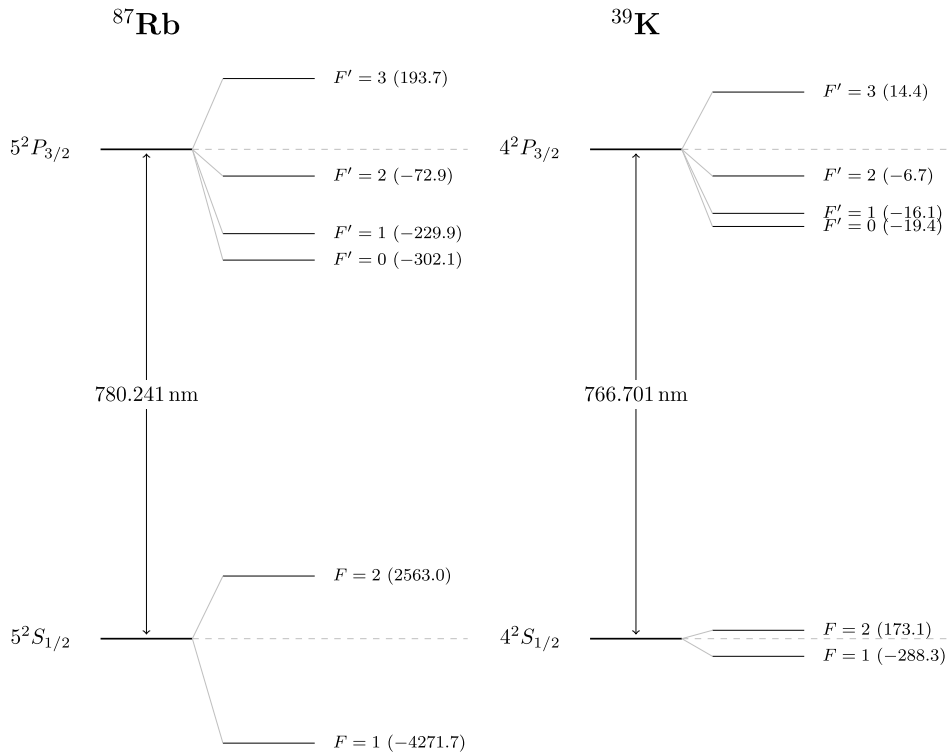 ⁸⁷Rb
F′ = 3 (193.7)
5²P₃/₂
F′ = 2 (−72.9)
F′ = 1 (−229.9)
F′ = 0 (−302.1)
780.241 nm
F = 2 (2563.0)
5²S₁/₂
F = 1 (−4271.7)
³⁹K
F′ = 3 (14.4)
4²P₃/₂
F′ = 2 (−6.7)
F′ = 1 (−16.1)
F′ = 0 (−19.4)
766.701 nm
F = 2 (173.1)
4²S₁/₂
F = 1 (−288.3)